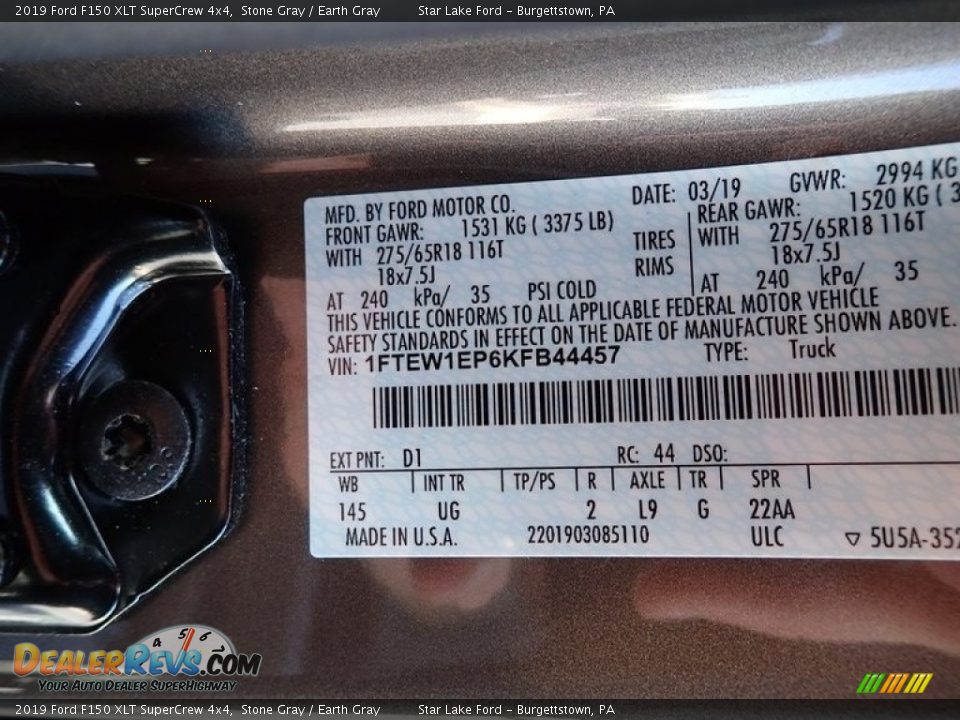 2019 Ford F150 XLT SuperCrew 4x4, Stone Gray / Earth Gray Star Lake Ford – Burgettstown, PA
MFD. BY FORD MOTOR CO. DATE: 03/19 GVWR: 2994 KG
FRONT GAWR: 1531 KG ( 3375 LB) REAR GAWR: 1520 KG ( 3
WITH 275/65R18 116T TIRES WITH 275/65R18 116T
18x7.5J RIMS 18x7.5J
AT 240 kPa/ 35 PSI COLD AT 240 kPa/ 35
THIS VEHICLE CONFORMS TO ALL APPLICABLE FEDERAL MOTOR VEHICLE
SAFETY STANDARDS IN EFFECT ON THE DATE OF MANUFACTURE SHOWN ABOVE.
VIN: 1FTEW1EP6KFB44457 TYPE: Truck
EXT PNT: D1 RC: 44 DSO:
WB INT TR TP/PS R AXLE TR SPR
145 UG 2 L9 G 22AA
MADE IN U.S.A. 2201903085110 ULC ▽ 5U5A-352
4 5 6
DEALERREVS.COM
YOUR AUTO DEALER SUPERHIGHWAY
2019 Ford F150 XLT SuperCrew 4x4, Stone Gray / Earth Gray Star Lake Ford – Burgettstown, PA